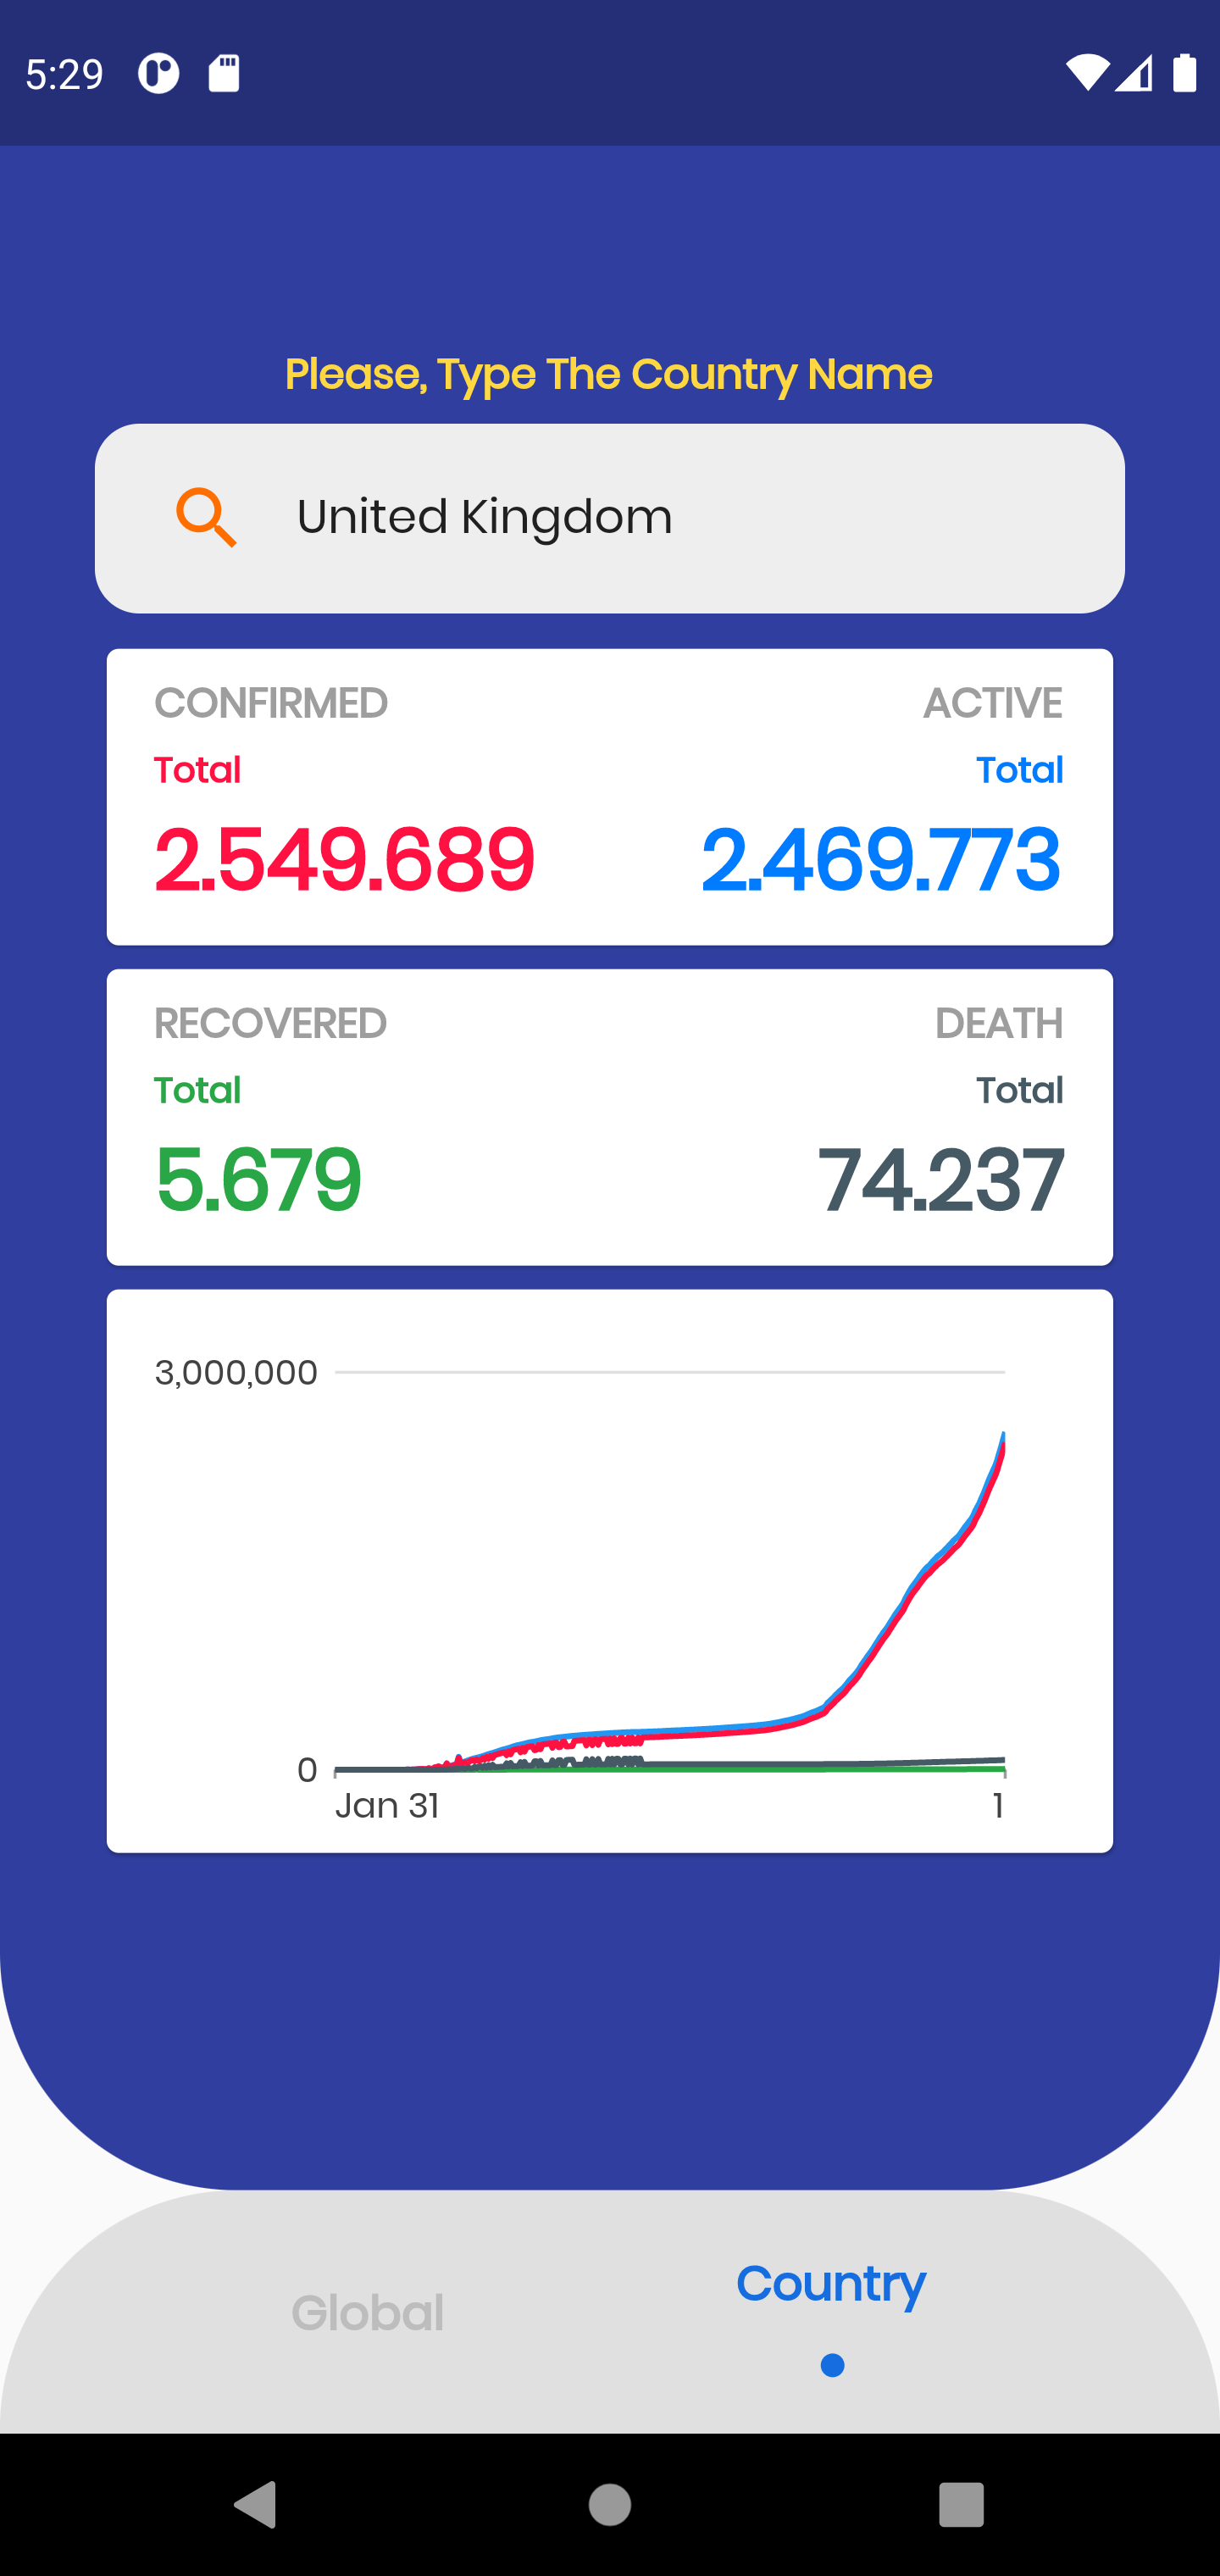 5:29
Please, Type The Country Name
United Kingdom
CONFIRMED ACTIVE
Total Total
2.549.689 2.469.773
RECOVERED DEATH
Total Total
5.679 74.237
3,000,000
0
Jan 31 1
Global Country